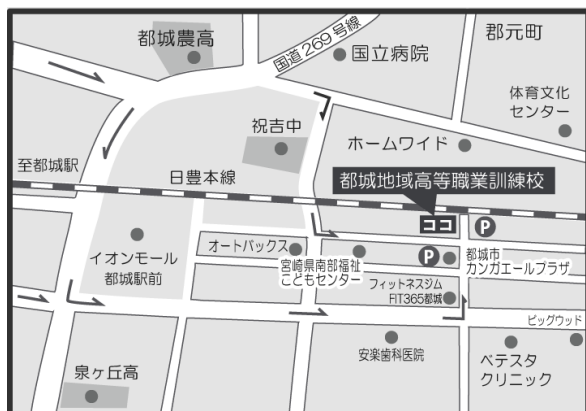 都城農高
国道269号線
国立病院
郡元町
体育文化
センター
祝吉中
ホームワイド
至都城駅
日豊本線
都城地域高等職業訓練校
ココ
P
イオンモール
都城駅前
オートバックス
宮崎県南部福祉
こどもセンター
P
都城市
カンガエールプラザ
フィットネスジム
FIT365都城
ビッグウッド
安楽歯科医院
ベテスタ
クリニック
泉ヶ丘高